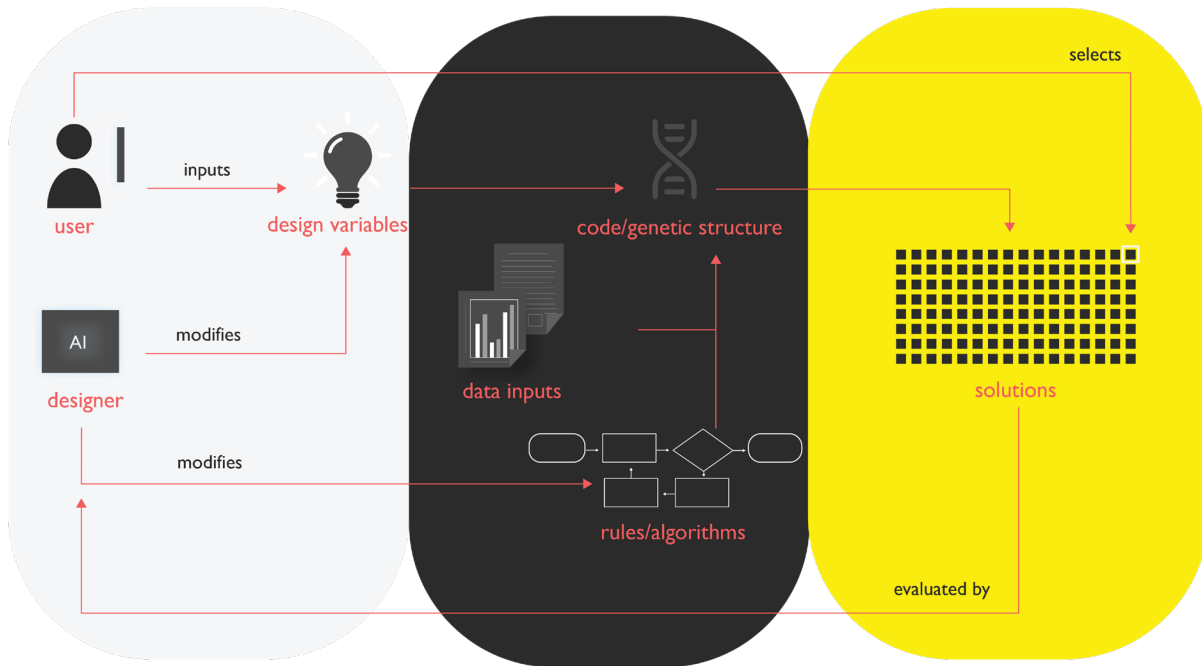 selects
inputs
user
design variables
code/genetic structure
AI
modifies
designer
data inputs
solutions
modifies
rules/algorithms
evaluated by